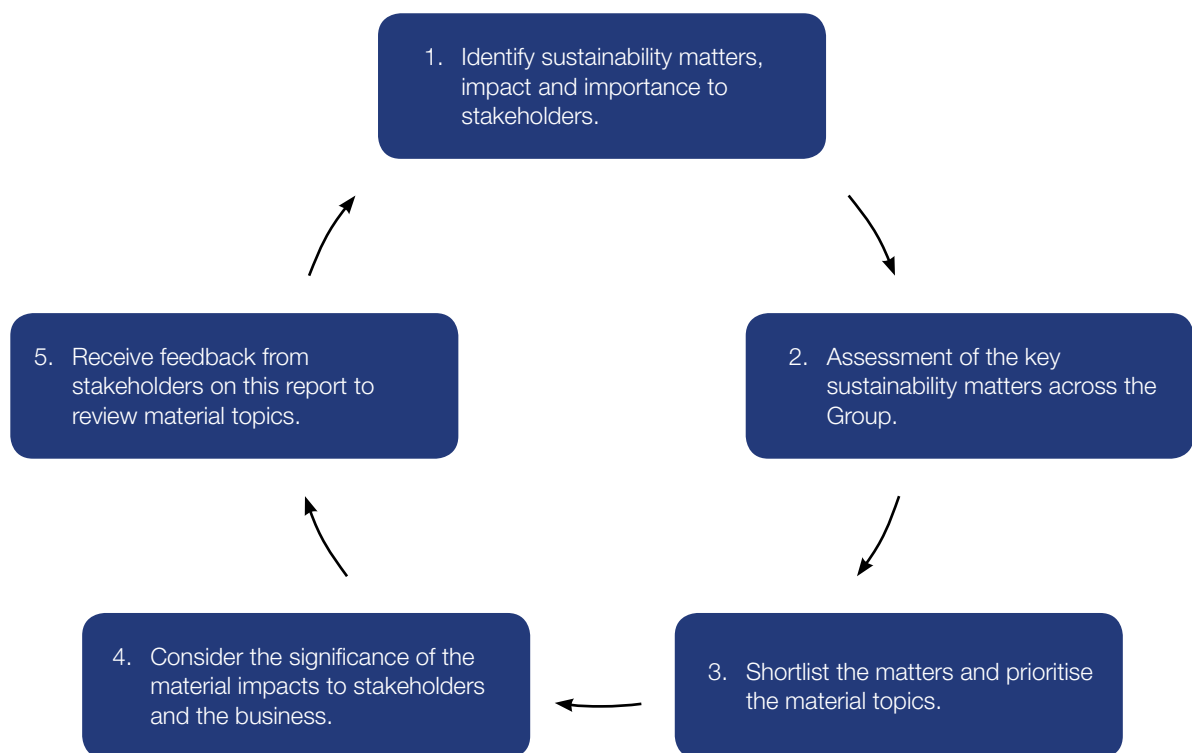 1. Identify sustainability matters,
impact and importance to
stakeholders.
2. Assessment of the key
sustainability matters across the
Group.
3. Shortlist the matters and prioritise
the material topics.
4. Consider the significance of the
material impacts to stakeholders
and the business.
5. Receive feedback from
stakeholders on this report to
review material topics.